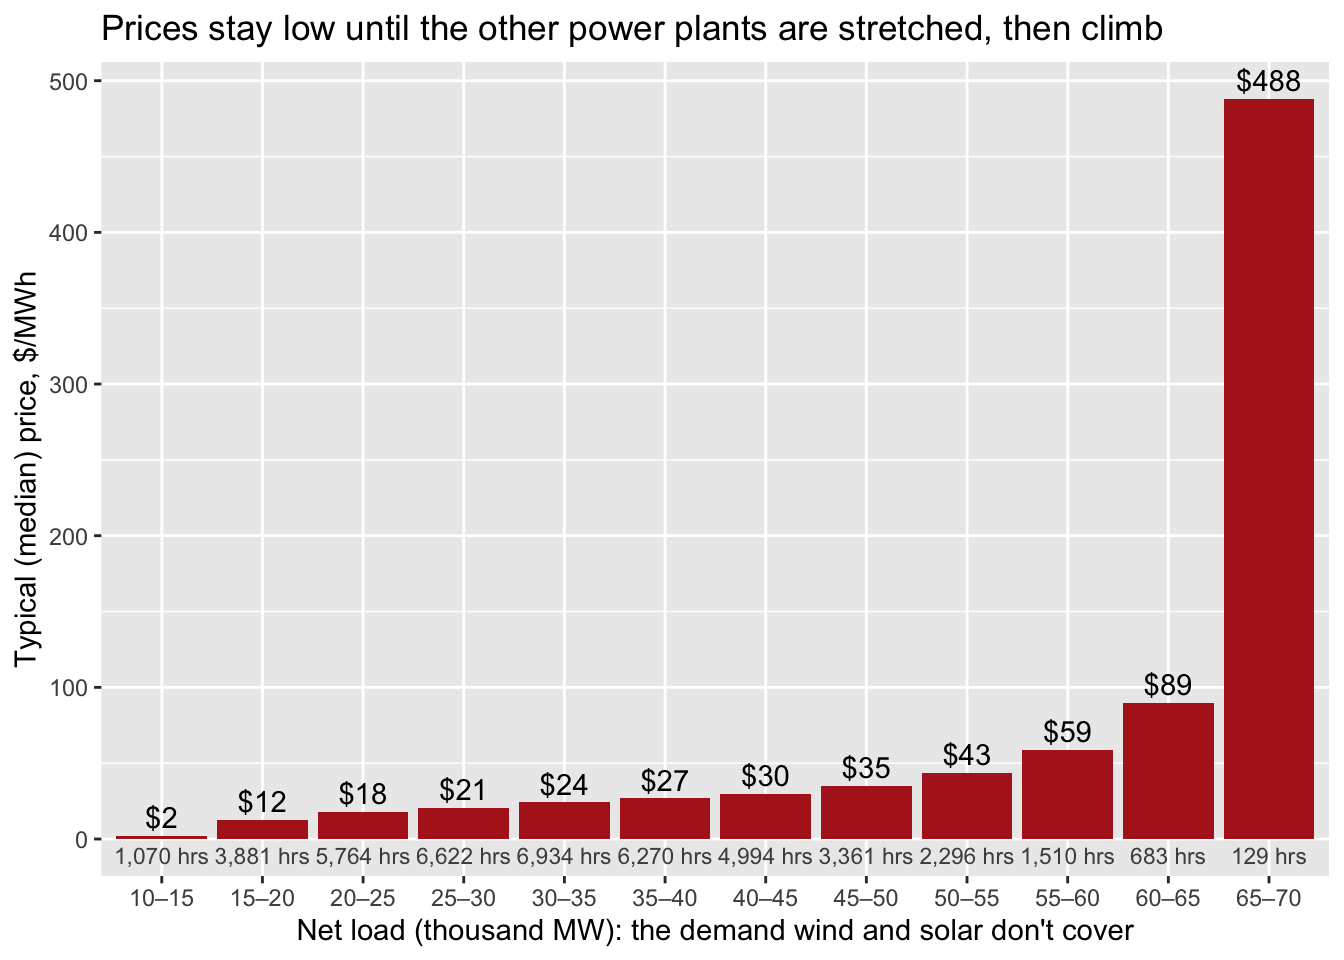 Prices stay low until the other power plants are stretched, then climb
Typical (median) price, $/MWh
500
400
300
200
100
0
$2 $12 $18 $21 $24 $27 $30 $35 $43 $59 $89 $488
1,070 hrs 3,881 hrs 5,764 hrs 6,622 hrs 6,934 hrs 6,270 hrs 4,994 hrs 3,361 hrs 2,296 hrs 1,510 hrs 683 hrs 129 hrs
10–15 15–20 20–25 25–30 30–35 35–40 40–45 45–50 50–55 55–60 60–65 65–70
Net load (thousand MW): the demand wind and solar don't cover